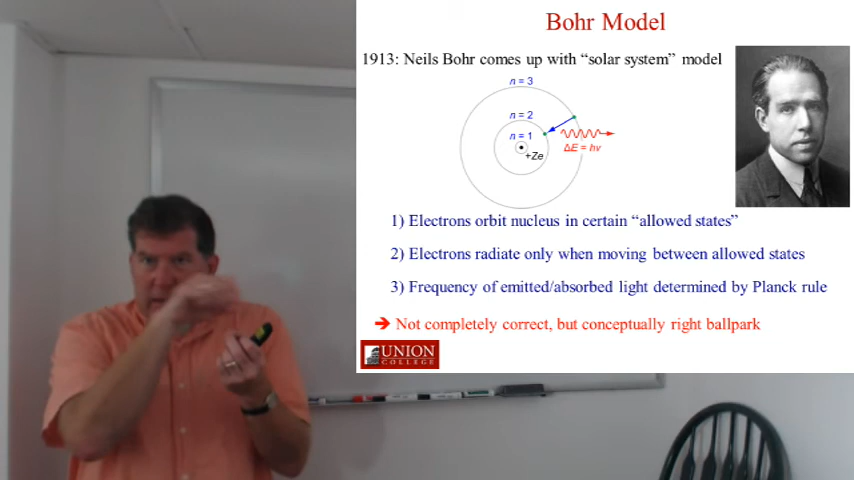 Bohr Model
1913: Neils Bohr comes up with “solar system” model
n = 3
n = 2
n = 1
+Ze
ΔE = hν
1) Electrons orbit nucleus in certain “allowed states”
2) Electrons radiate only when moving between allowed states
3) Frequency of emitted/absorbed light determined by Planck rule
➔ Not completely correct, but conceptually right ballpark
UNION
COLLEGE